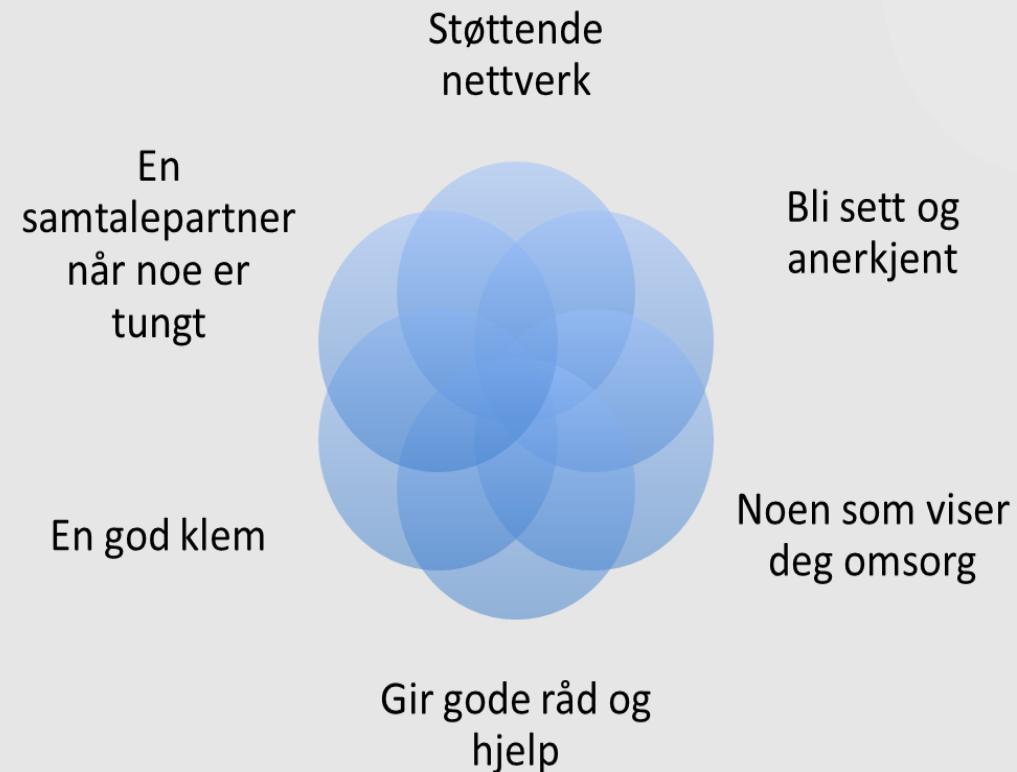 Støttende
nettverk
Bli sett og
anerkjent
Noen som viser
deg omsorg
Gir gode råd og
hjelp
En god klem
En
samtalepartner
når noe er
tungt